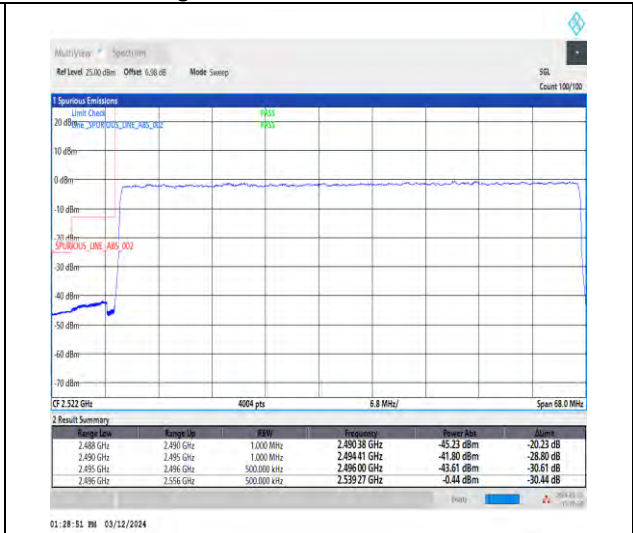 MultiView Spectrum
Ref Level 25.00 dBm Offset 6.98 dB Mode Sweep SGL
Count 100/100
1 Spurious Emissions
Limit Check PASS
20 dBm Line _SPURIOUS_LINE_ABS_002 PASS
10 dBm
0 dBm
-10 dBm
-20 dBm
_SPURIOUS_LINE_ABS_002
-30 dBm
-40 dBm
-50 dBm
-60 dBm
-70 dBm
CF 2.522 GHz 4004 pts 6.8 MHz/ Span 68.0 MHz
2 Result Summary
Range Low Range Up RBW Frequency Power Abs ΔLimit
2.488 GHz 2.490 GHz 1.000 MHz 2.490 38 GHz -45.23 dBm -20.23 dB
2.490 GHz 2.495 GHz 1.000 MHz 2.494 41 GHz -41.80 dBm -28.80 dB
2.495 GHz 2.496 GHz 500.000 kHz 2.496 00 GHz -43.61 dBm -30.61 dB
2.496 GHz 2.556 GHz 500.000 kHz 2.539 27 GHz -0.44 dBm -30.44 dB
Ready
01:28:51 PM 03/12/2024